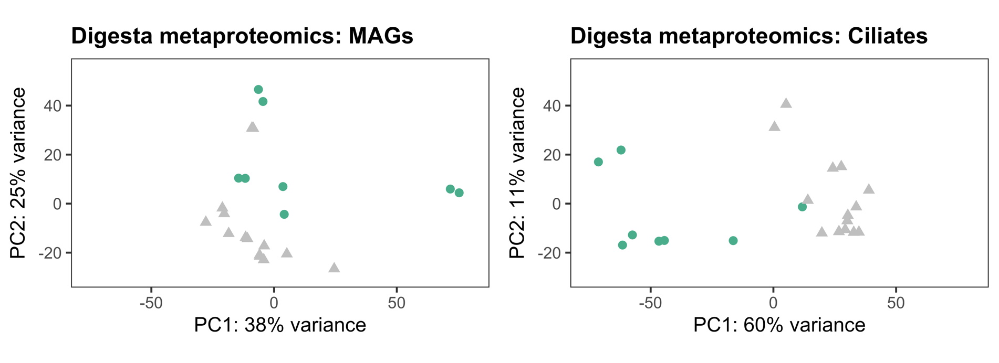 Digesta metaproteomics: MAGs
PC2: 25% variance
40
20
0
-20
-50
0
50
PC1: 38% variance
Digesta metaproteomics: Ciliates
PC2: 11% variance
40
20
0
-20
-50
0
50
PC1: 60% variance